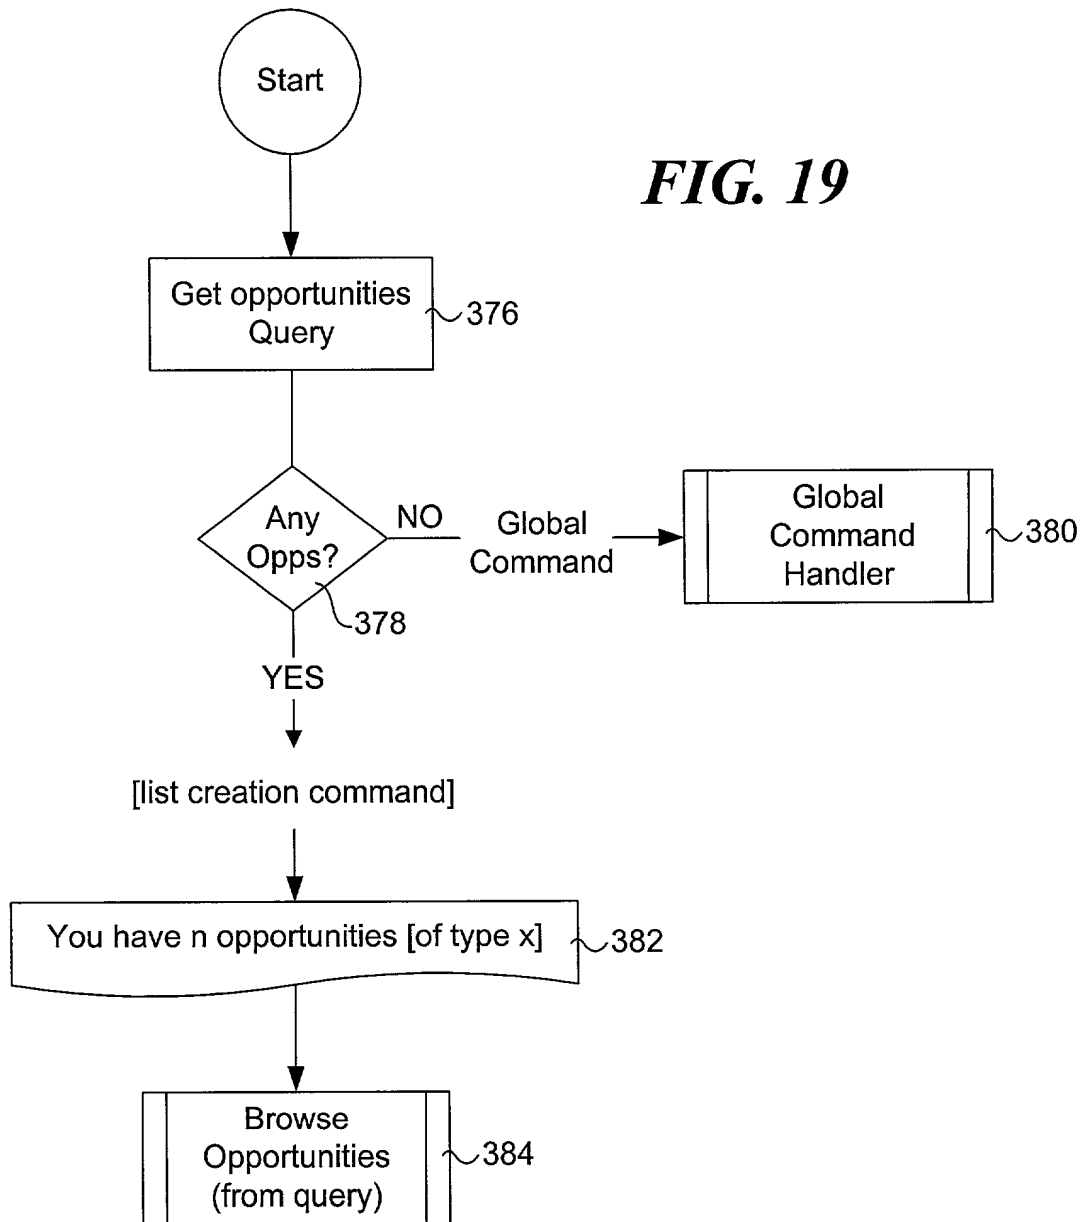 Start
FIG. 19
Get opportunities
Query
376
Any
Opps?
NO
Global
Command
Global
Command
Handler
380
378
YES
[list creation command]
You have n opportunities [of type x]
382
Browse
Opportunities
(from query)
384